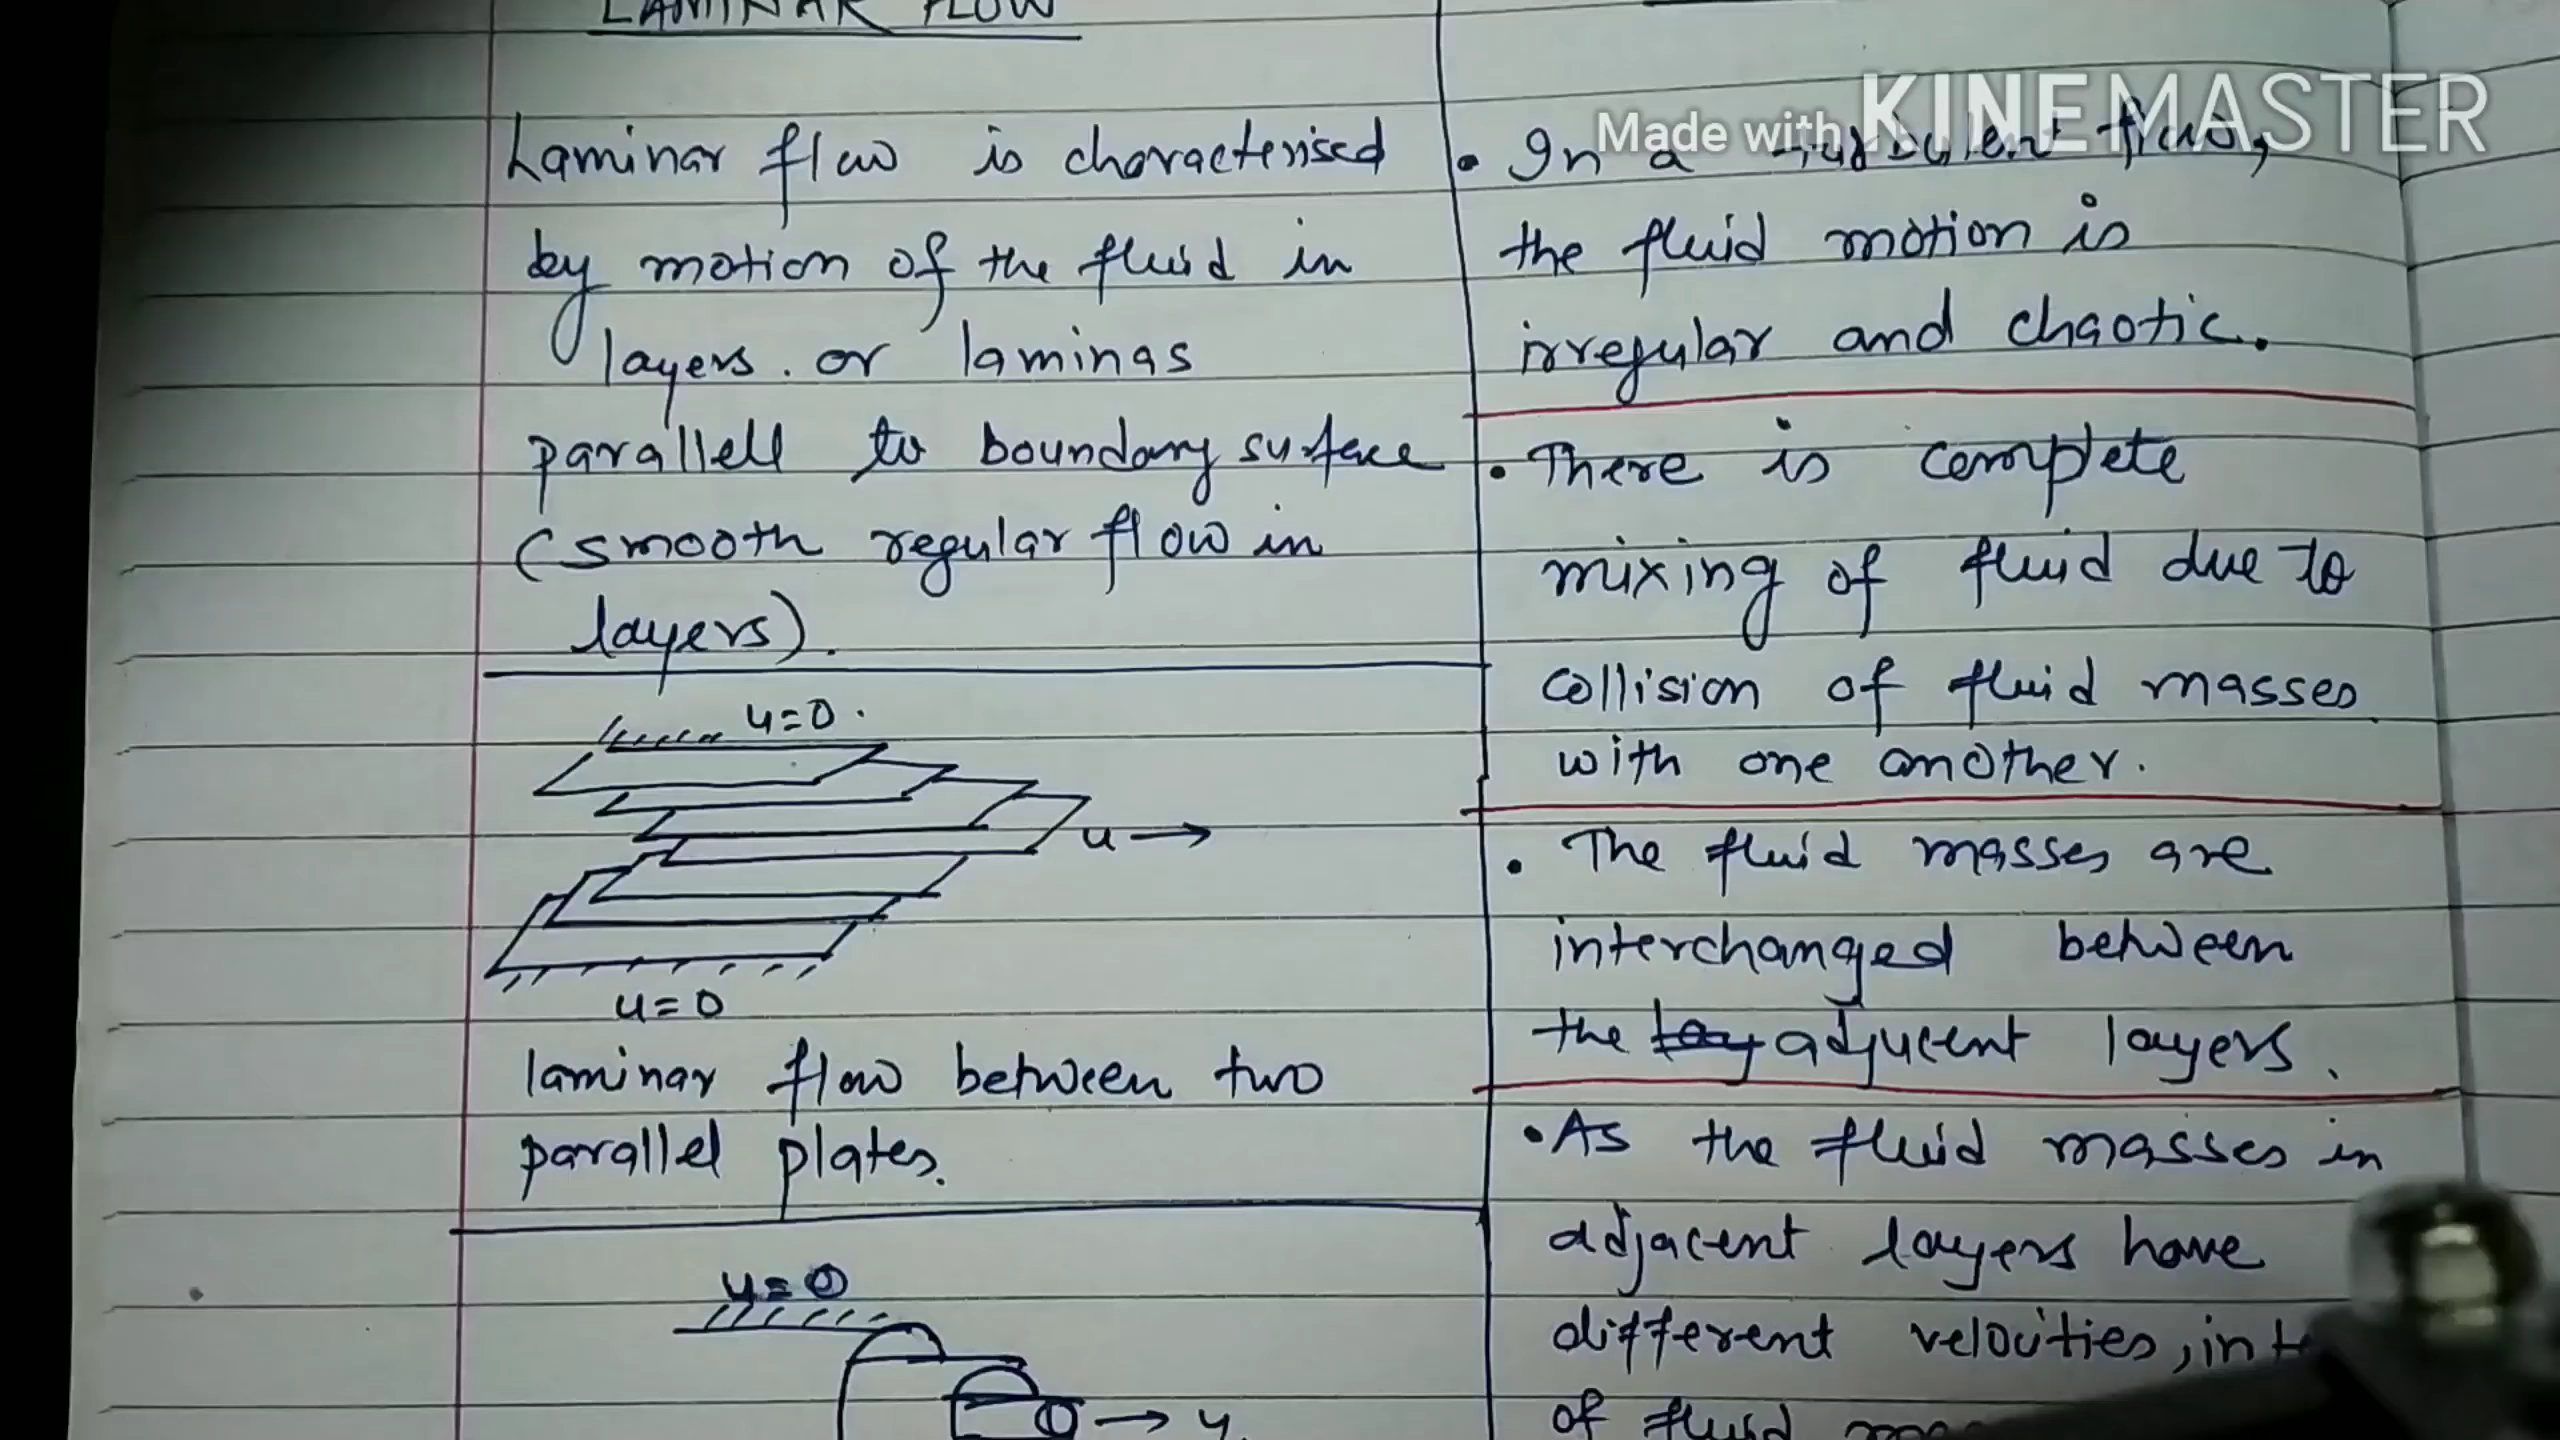 LAMINAR FLOW
Laminar flow is characterised
by motion of the fluid in
layers. or laminas
parallell to boundary surface
(smooth regular flow in
layers).
u=0.
u →
u=0
laminar flow between two
parallel plates.
u=0
→ u
Made with KINEMASTER
• In a turbulent flow,
the fluid motion is
irregular and chaotic.
• There is complete
mixing of fluid due to
collision of fluid masses
with one another.
• The fluid masses are
interchanged between
the adjucent layers.
• As the fluid masses in
adjacent layers have
different velocities,
of fluid